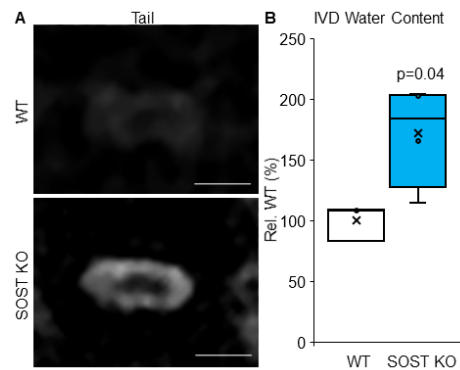 A
Tail
WT
SOST KO
B
IVD Water Content
Rel. WT (%)
250
200
150
100
50
0
p=0.04
WT
SOST KO